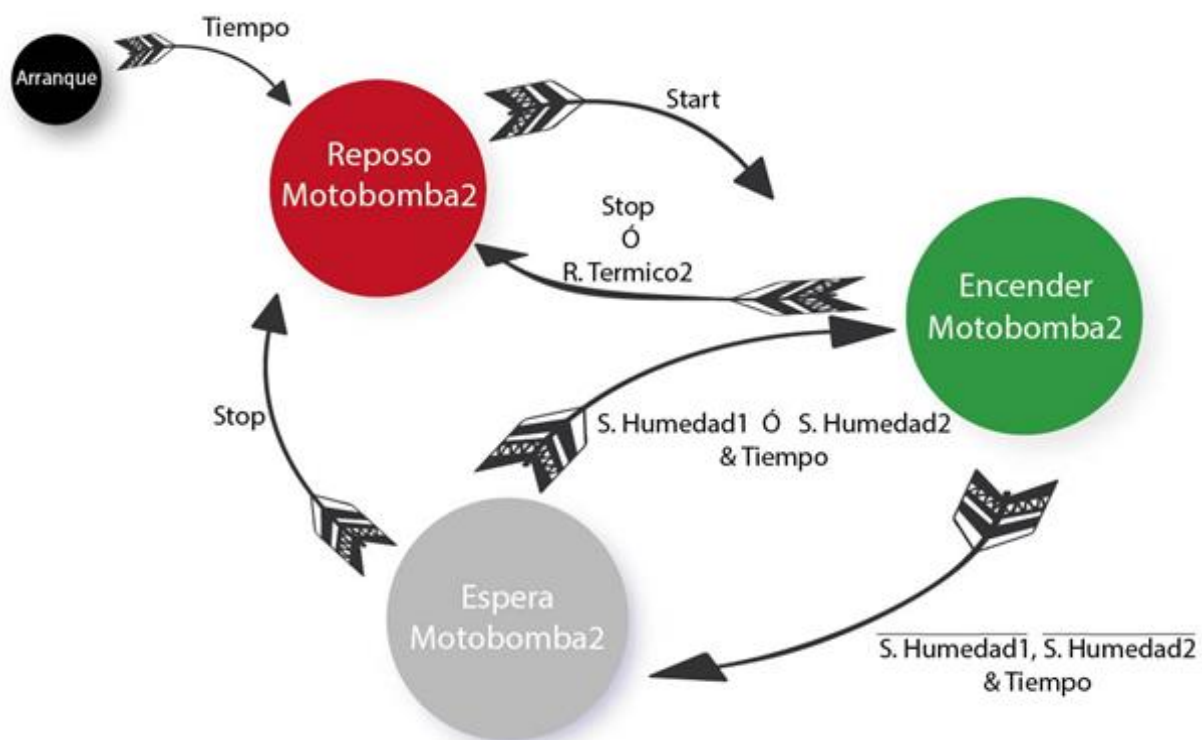 Tiempo
Arranque
Start
Reposo
Motobomba2
Stop
Ó
R. Termico2
Encender
Motobomba2
Stop
S. Humedad1 Ó S. Humedad2
& Tiempo
Espera
Motobomba2
S. Humedad1, S. Humedad2
& Tiempo